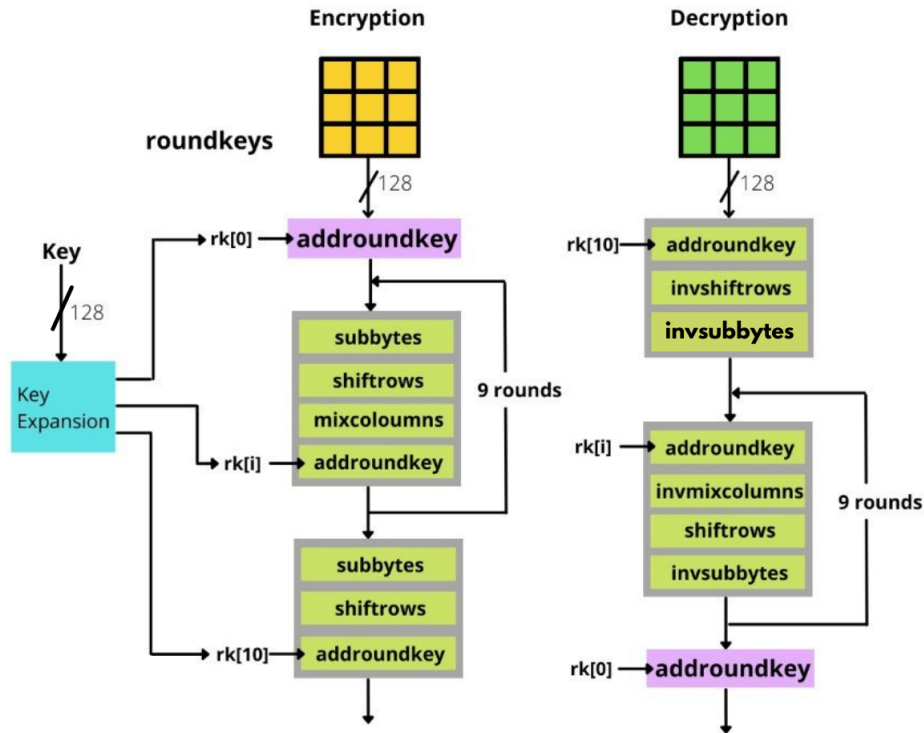 Encryption
Decryption
roundkeys
128
128
rk[0]
addroundkey
rk[10]
addroundkey
invshiftrows
invsubbytes
Key
128
Key
Expansion
subbytes
shiftrows
mixcoloumns
rk[i]
addroundkey
9 rounds
rk[i]
addroundkey
invmixcolumns
shiftrows
invsubbytes
9 rounds
subbytes
shiftrows
rk[10]
addroundkey
rk[0]
addroundkey